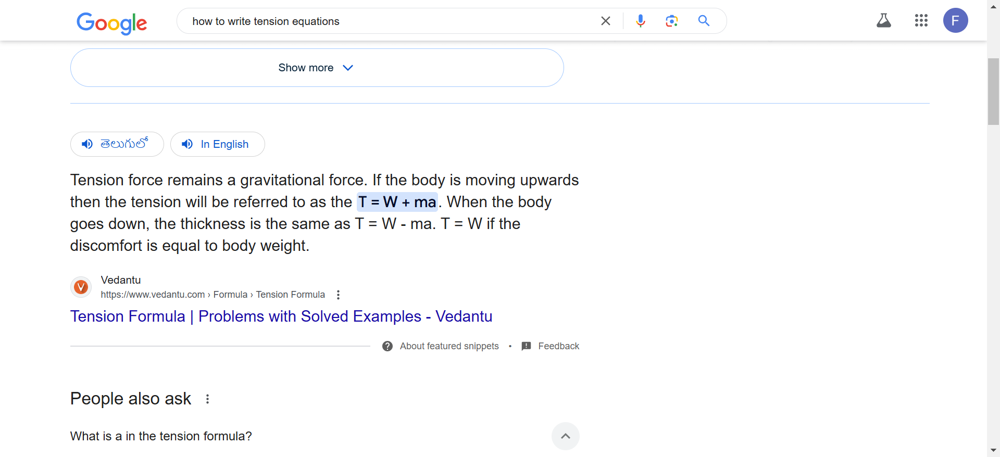 Google
how to write tension equations
F
Show more
తెలుగులో
In English
Tension force remains a gravitational force. If the body is moving upwards
then the tension will be referred to as the T = W + ma. When the body
goes down, the thickness is the same as T = W - ma. T = W if the
discomfort is equal to body weight.
Vedantu
https://www.vedantu.com › Formula › Tension Formula
Tension Formula | Problems with Solved Examples - Vedantu
About featured snippets • Feedback
People also ask
What is a in the tension formula?